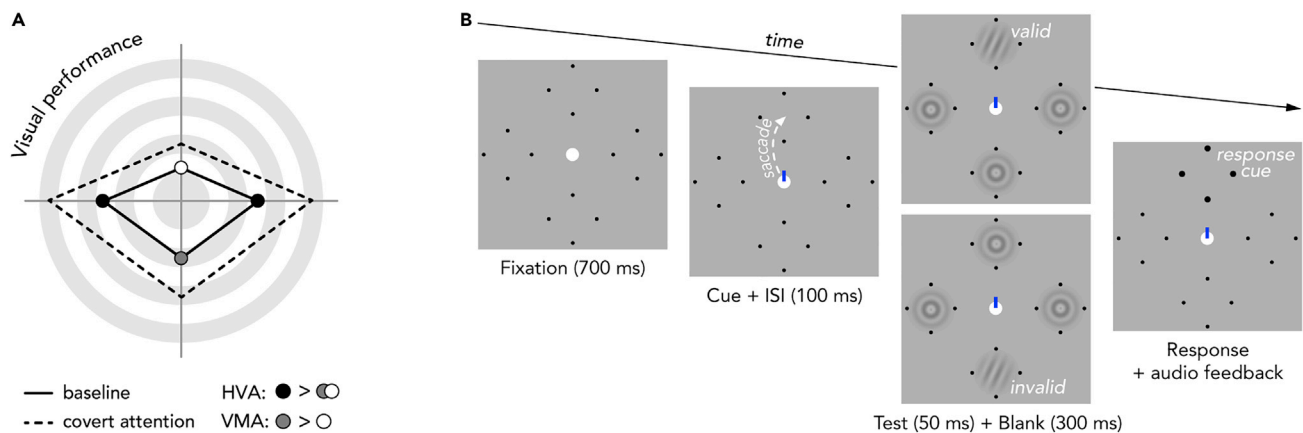 A
Visual performance
baseline
covert attention
HVA: >
VMA: >
B
time
Fixation (700 ms)
saccade
Cue + ISI (100 ms)
valid
invalid
Test (50 ms) + Blank (300 ms)
response
cue
Response
+ audio feedback